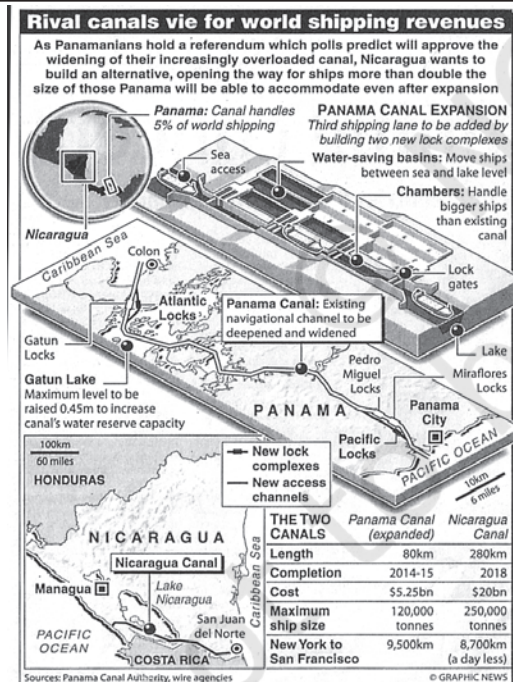 Rival canals vie for world shipping revenues
As Panamanians hold a referendum which polls predict will approve the
widening of their increasingly overloaded canal, Nicaragua wants to
build an alternative, opening the way for ships more than double the
size of those Panama will be able to accommodate even after expansion
Panama: Canal handles
5% of world shipping
Nicaragua
PANAMA CANAL EXPANSION
Third shipping lane to be added by
building two new lock complexes
Sea
access
Water-saving basins: Move ships
between sea and lake level
Chambers: Handle
bigger ships
than existing
canal
Lock
gates
Lake
Caribbean Sea
Colon
Atlantic
Locks
Panama Canal: Existing
navigational channel to be
deepened and widened
Gatun
Locks
Gatun Lake
Maximum level to be
raised 0.45m to increase
canal's water reserve capacity
Pedro
Miguel
Locks
Miraflores
Locks
PANAMA
Panama
City
Pacific
Locks
PACIFIC OCEAN
10km
6 miles
100km
60 miles
New lock
complexes
New access
channels
HONDURAS
NICARAGUA
Nicaragua Canal
Caribbean Sea
Lake
Nicaragua
Managua
San Juan
del Norte
PACIFIC
OCEAN
COSTA RICA
THE TWO CANALS Panama Canal (expanded) Nicaragua Canal
Length 80km 280km
Completion 2014-15 2018
Cost $5.25bn $20bn
Maximum ship size 120,000 tonnes 250,000 tonnes
New York to San Francisco 9,500km 8,700km (a day less)
Sources: Panama Canal Authority, wire agencies
© GRAPHIC NEWS